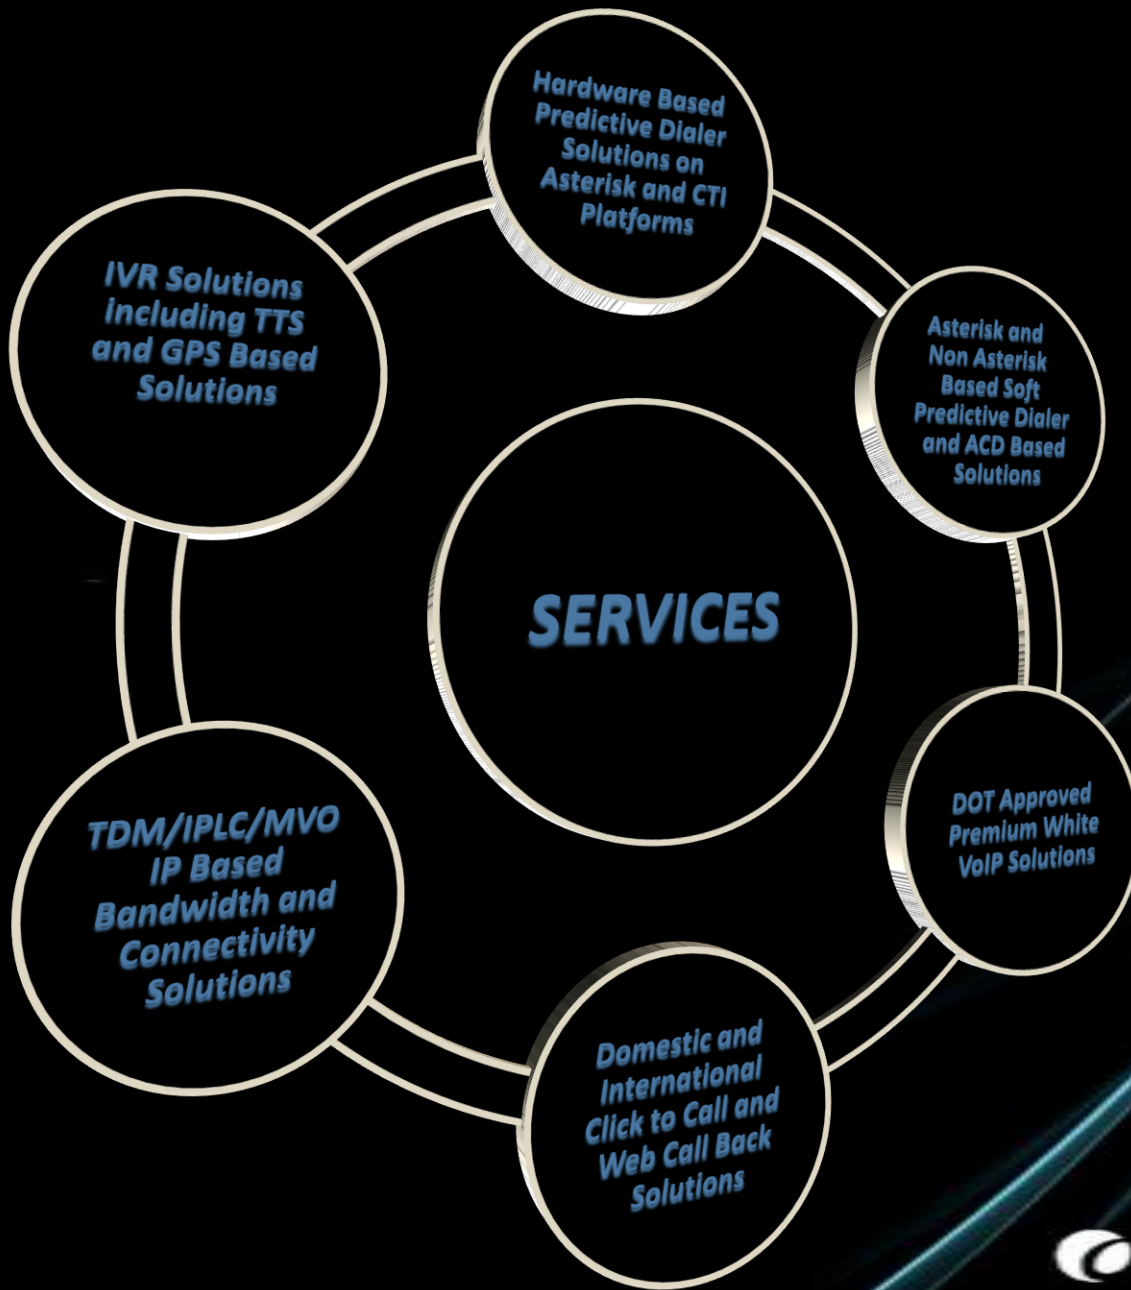 Hardware Based
Predictive Dialer
Solutions on
Asterisk and CTI
Platforms
Asterisk and
Non Asterisk
Based Soft
Predictive Dialer
and ACD Based
Solutions
DOT Approved
Premium White
VoIP Solutions
Domestic and
International
Click to Call and
Web Call Back
Solutions
TDM/IPLC/MVO
IP Based
Bandwidth and
Connectivity
Solutions
IVR Solutions
including TTS
and GPS Based
Solutions
SERVICES